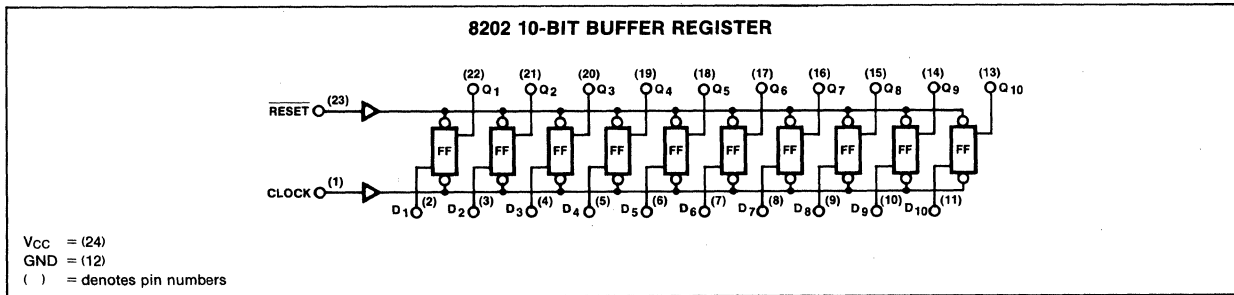 8202 10-BIT BUFFER REGISTER
(22) (21) (20) (19) (18) (17) (16) (15) (14) (13)
Q1 Q2 Q3 Q4 Q5 Q6 Q7 Q8 Q9 Q10
RESET (23)
FF FF FF FF FF FF FF FF FF FF
CLOCK (1)
D1 (2) D2 (3) D3 (4) D4 (5) D5 (6) D6 (7) D7 (8) D8 (9) D9 (10) D10 (11)
VCC = (24)
GND = (12)
( ) = denotes pin numbers